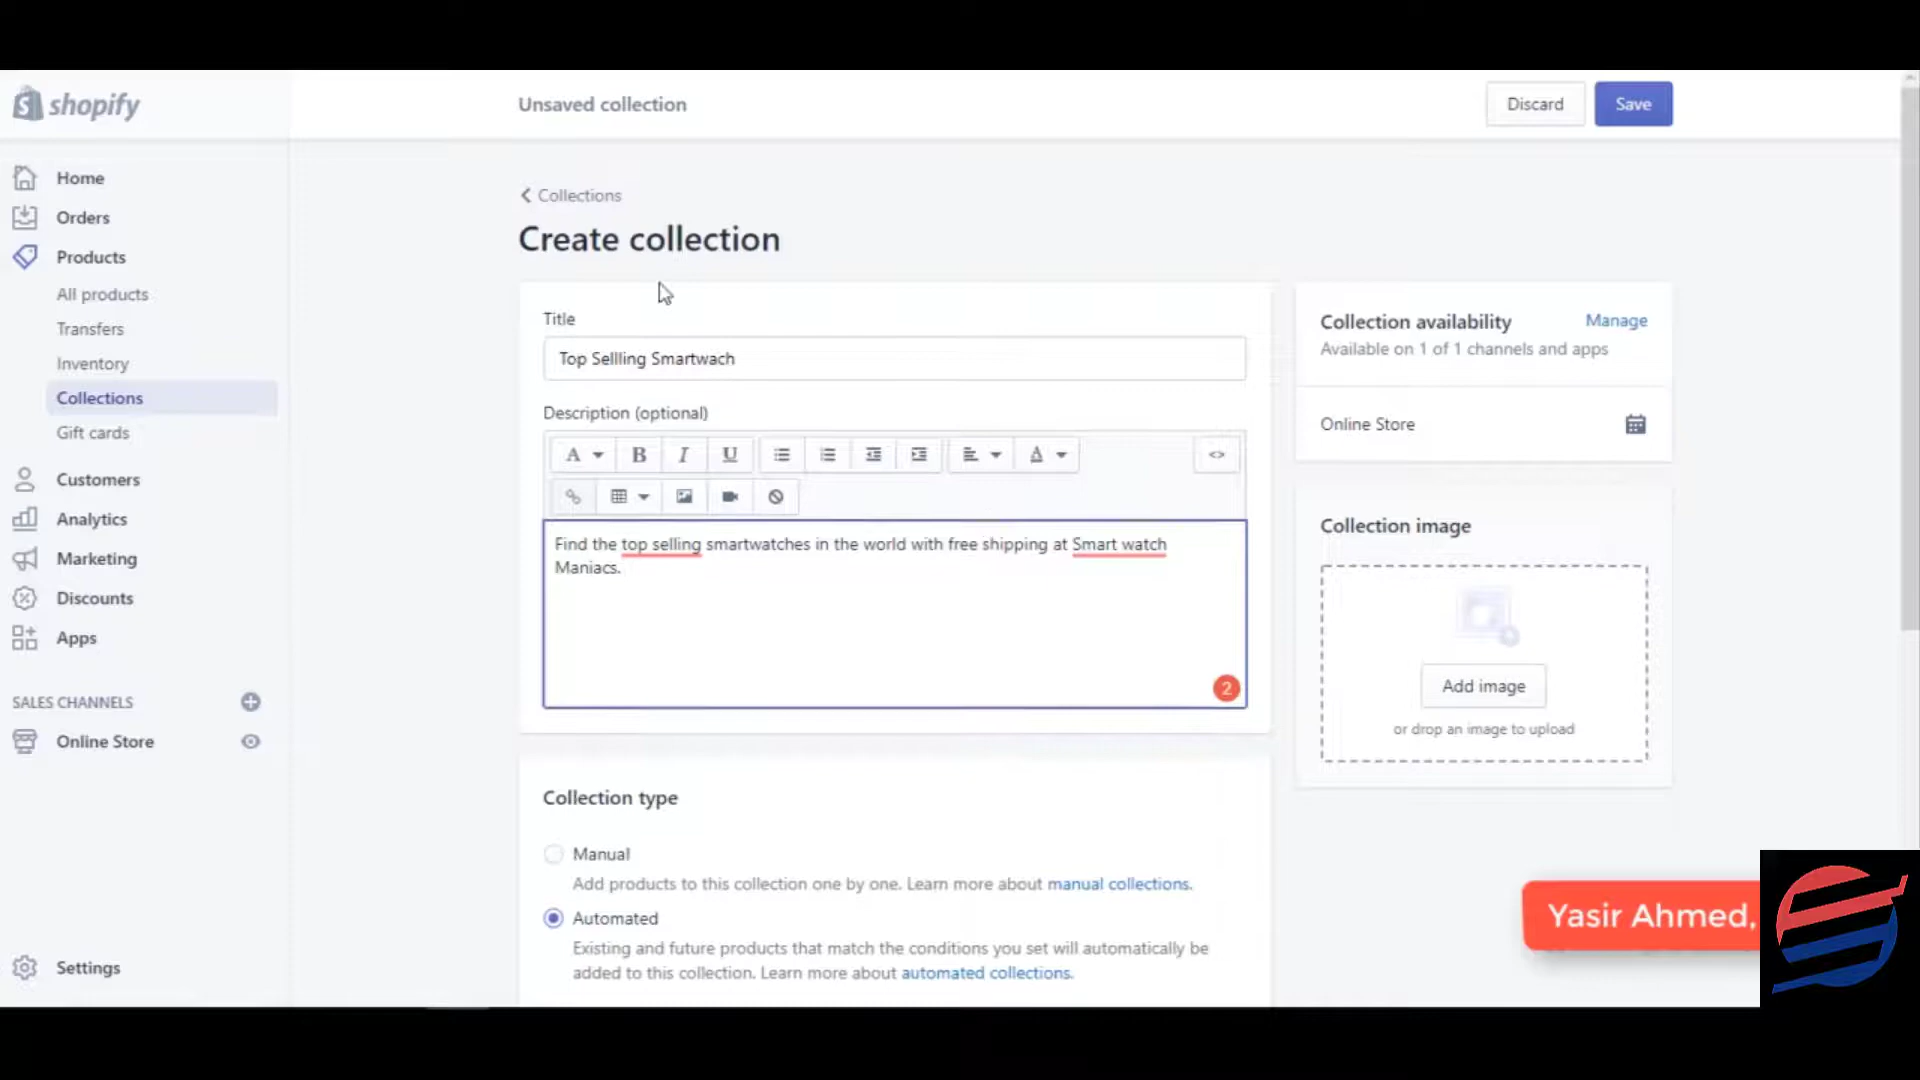 shopify
Unsaved collection
Discard
Save
Home
Orders
Products
All products
Transfers
Inventory
Collections
Gift cards
Customers
Analytics
Marketing
Discounts
Apps
SALES CHANNELS
Online Store
Settings
Collections
Create collection
Title
Top Sellling Smartwach
Description (optional)
A
B
I
U
A
<>
Find the top selling smartwatches in the world with free shipping at Smart watch
Maniacs.
2
Collection type
Manual
Add products to this collection one by one. Learn more about manual collections.
Automated
Existing and future products that match the conditions you set will automatically be
added to this collection. Learn more about automated collections.
Collection availability
Manage
Available on 1 of 1 channels and apps
Online Store
Collection image
Add image
or drop an image to upload
Yasir Ahmed,